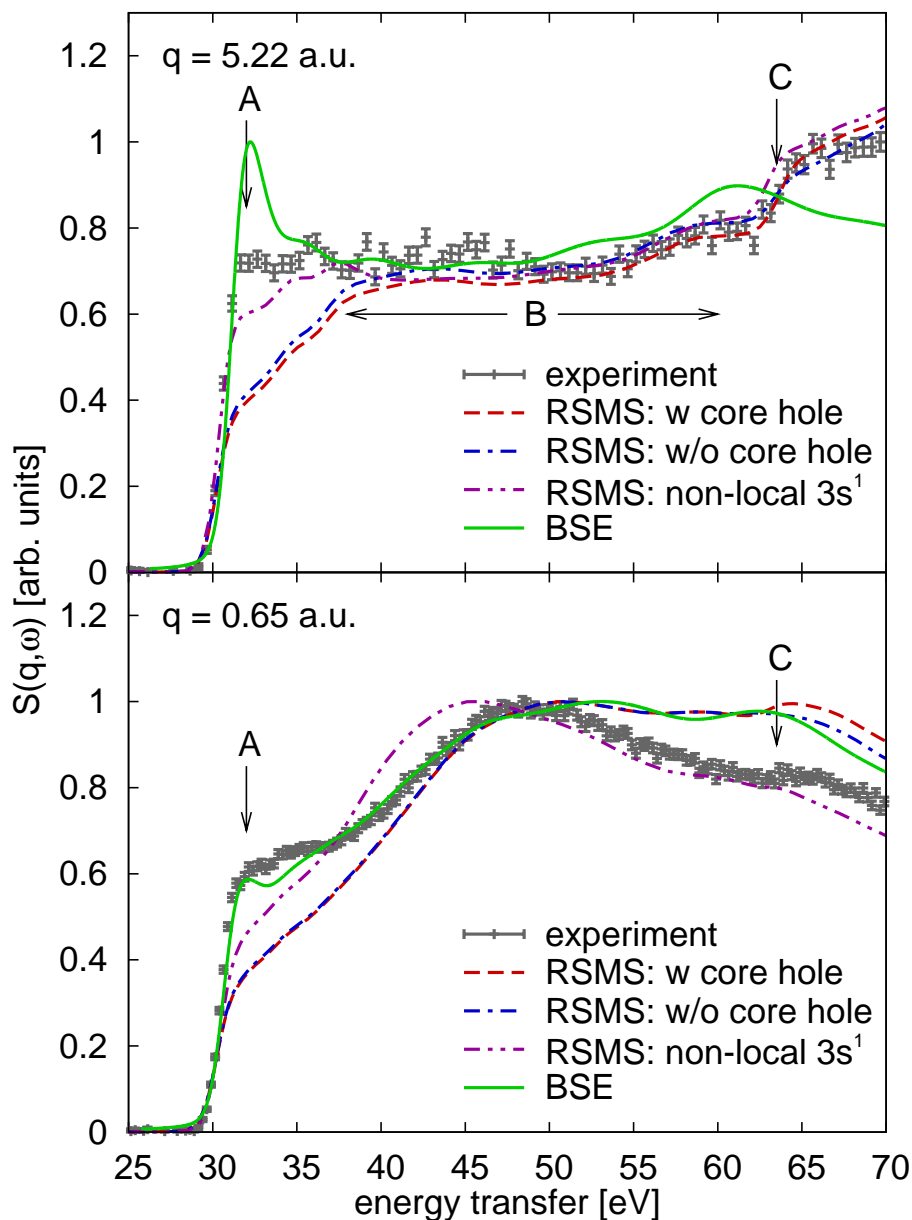 S(q,ω) [arb. units]
q = 5.22 a.u.
A
C
B
1.2
1
0.8
0.6
0.4
0.2
0
experiment
RSMS: w core hole
RSMS: w/o core hole
RSMS: non-local 3s¹
BSE
q = 0.65 a.u.
A
C
1.2
1
0.8
0.6
0.4
0.2
0
experiment
RSMS: w core hole
RSMS: w/o core hole
RSMS: non-local 3s¹
BSE
25 30 35 40 45 50 55 60 65 70
energy transfer [eV]